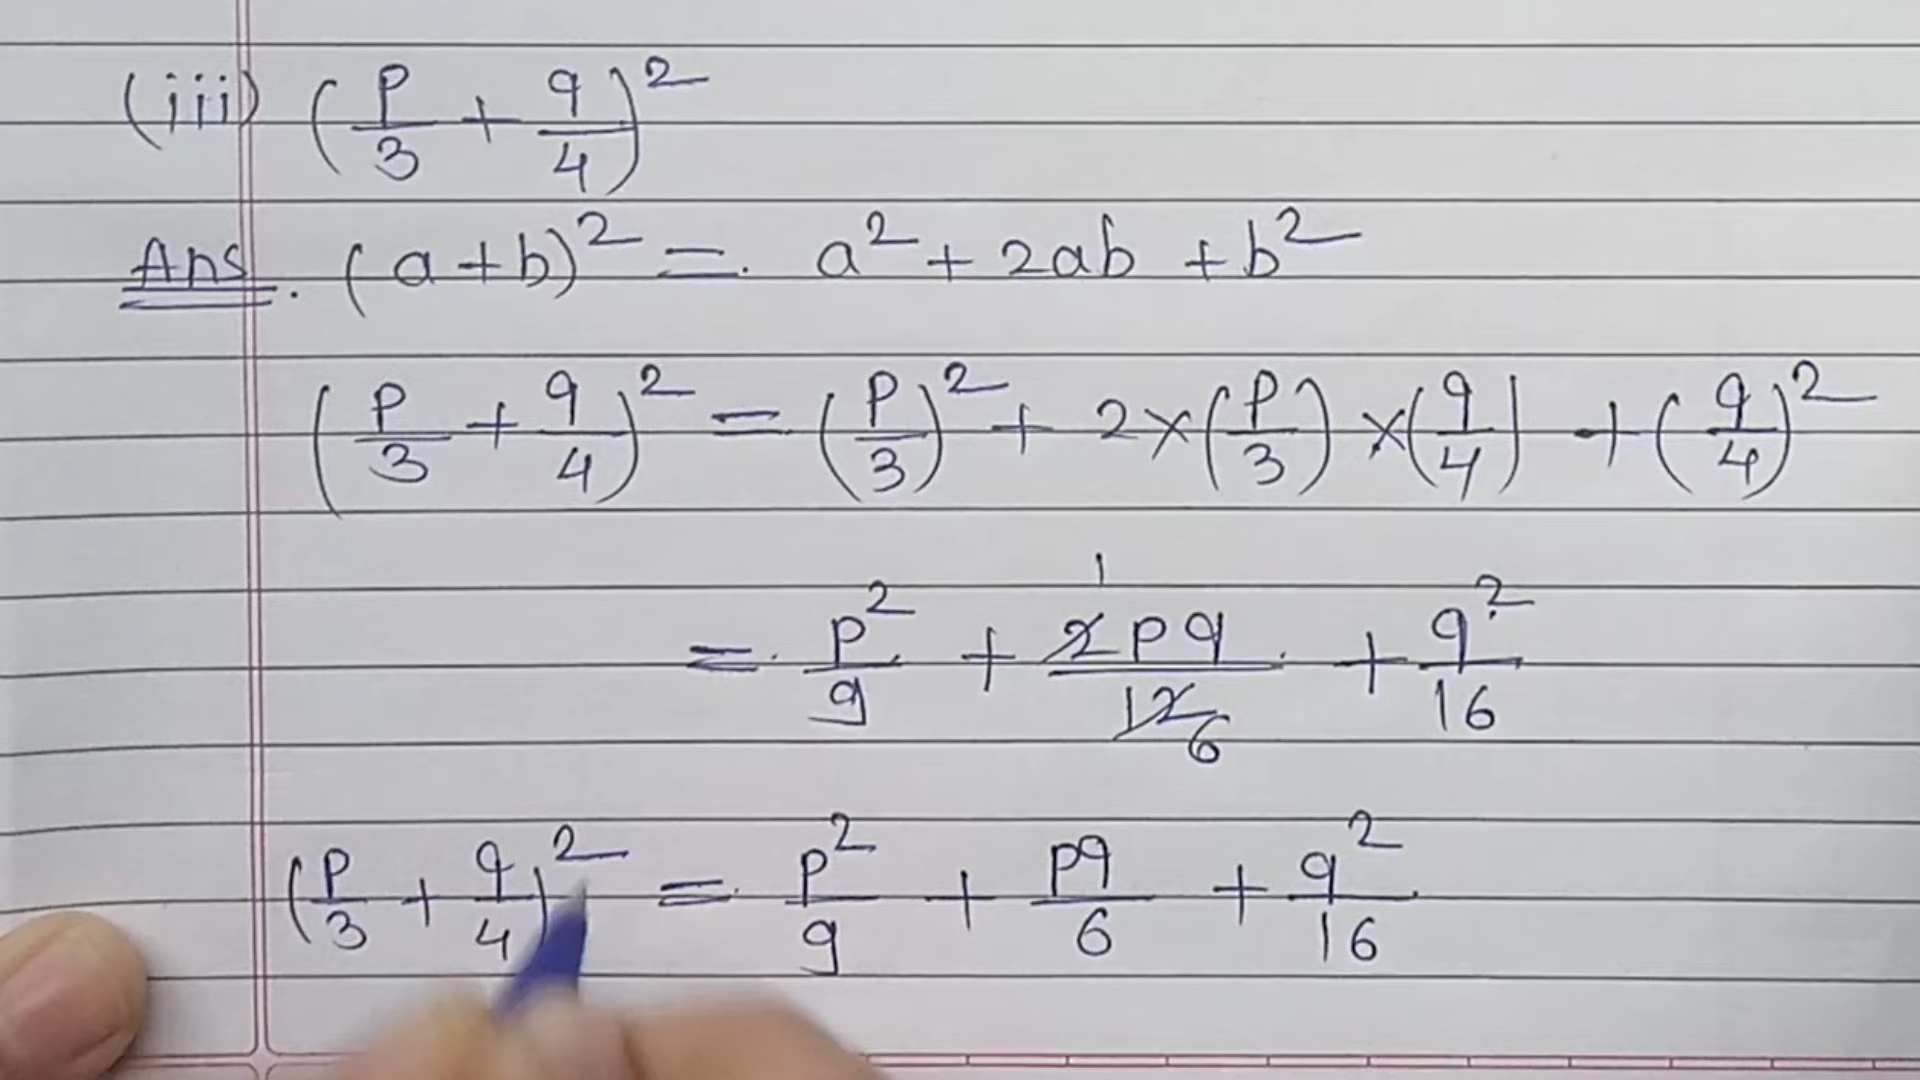 (iii) (p/3 + q/4)²
Ans. (a+b)² = a² + 2ab + b²
(p/3 + q/4)² = (p/3)² + 2×(p/3)×(q/4) + (q/4)²
1
= p²/9 + 2pq/12 + q²/16
6
(p/3 + q/4)² = p²/9 + pq/6 + q²/16